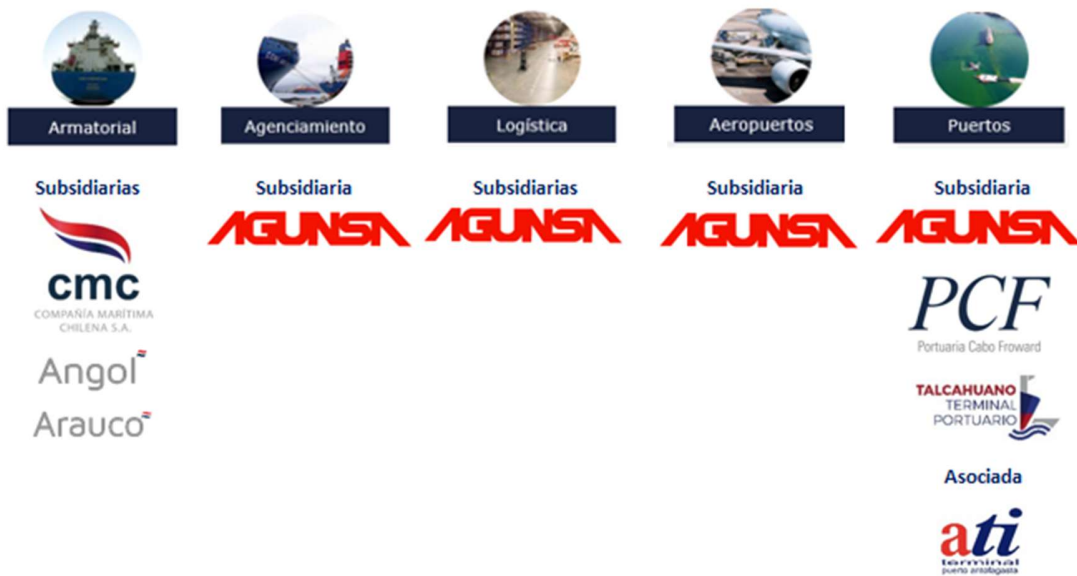 Armatorial
Agenciamiento
Logística
Aeropuertos
Puertos
Subsidiarias
Subsidiaria
Subsidiarias
Subsidiaria
Subsidiaria
cmc
COMPAÑÍA MARÍTIMA
CHILENA S.A.
Angol
Arauco
AGUNSA
AGUNSA
AGUNSA
AGUNSA
PCF
Portuaria Cabo Froward
TALCAHUANO
TERMINAL
PORTUARIO
Asociada
ati
terminal
puerto antofagasta